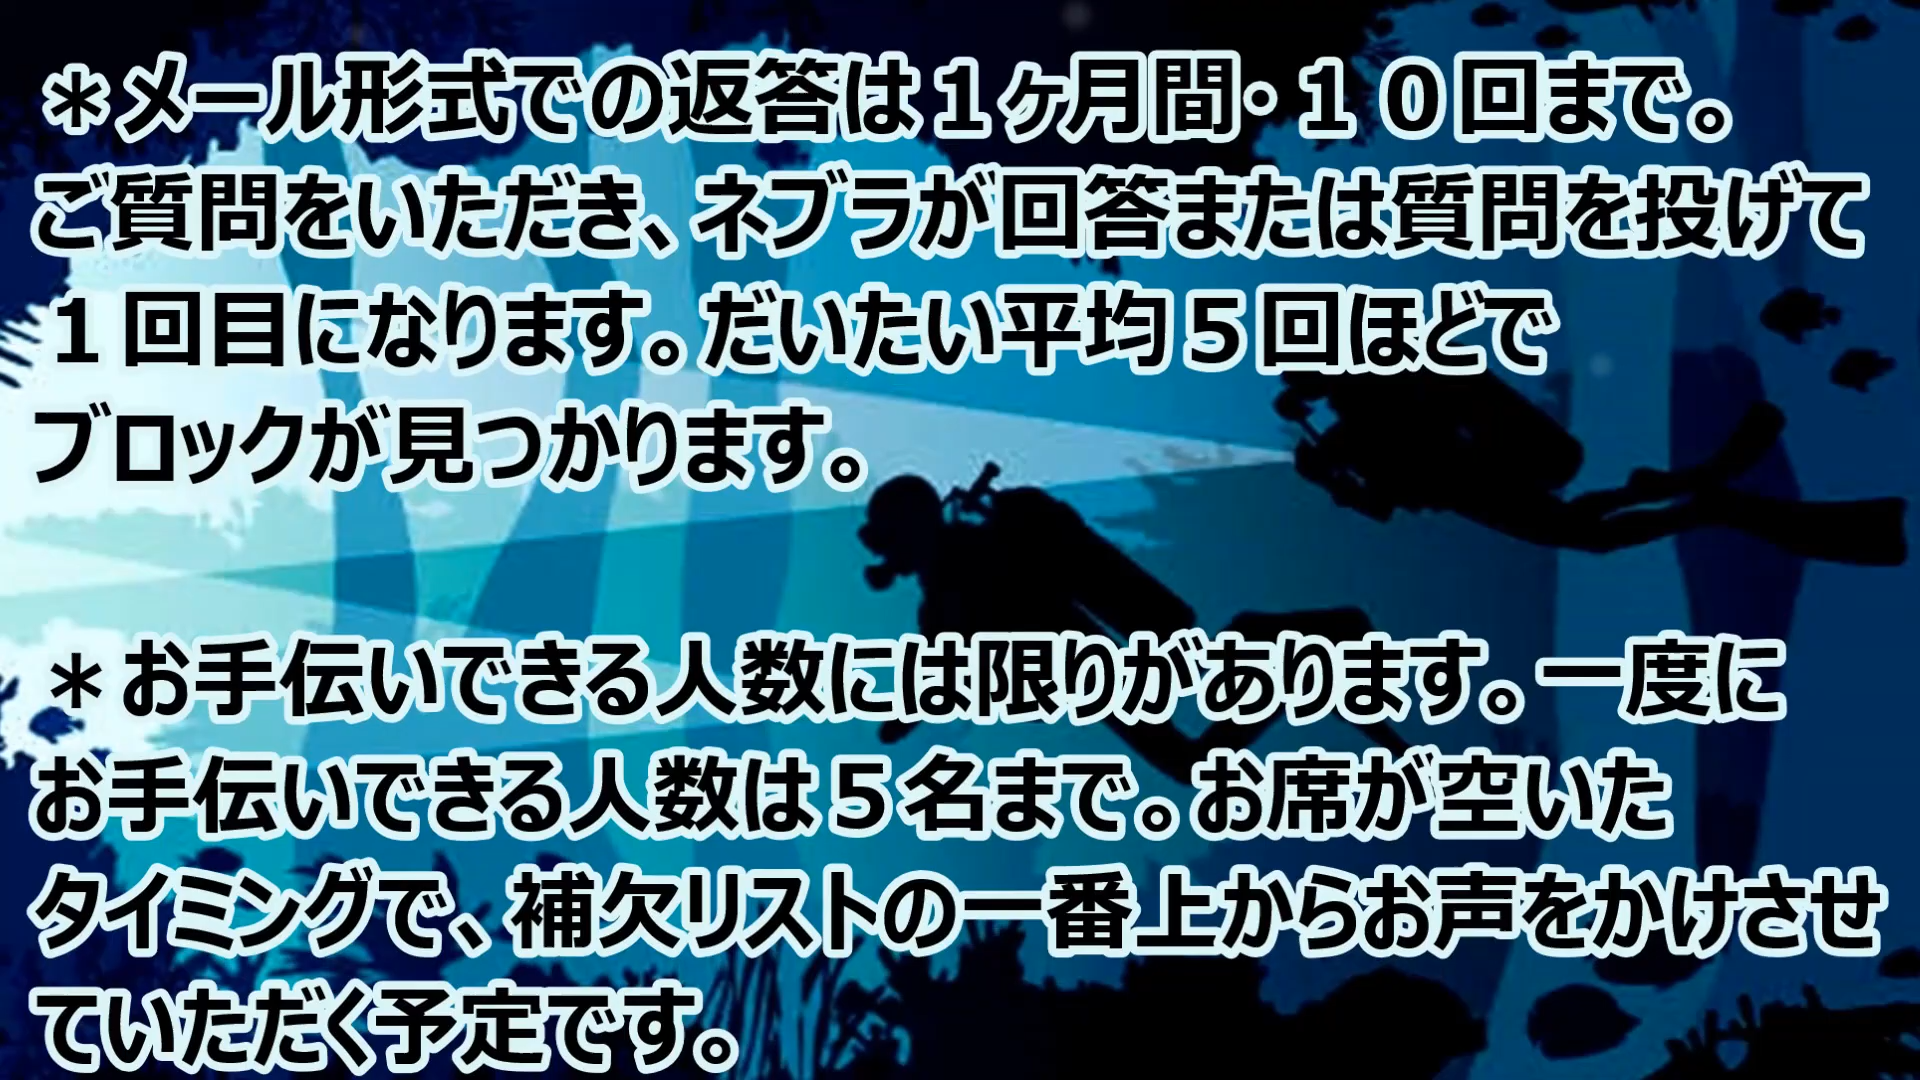 ＊メール形式での返答は１ヶ月間・１０回まで。
ご質問をいただき、ネブラが回答または質問を投げて
１回目になります。だいたい平均５回ほどで
ブロックが見つかります。
＊お手伝いできる人数には限りがあります。一度に
お手伝いできる人数は５名まで。お席が空いた
タイミングで、補欠リストの一番上からお声をかけさせ
ていただく予定です。